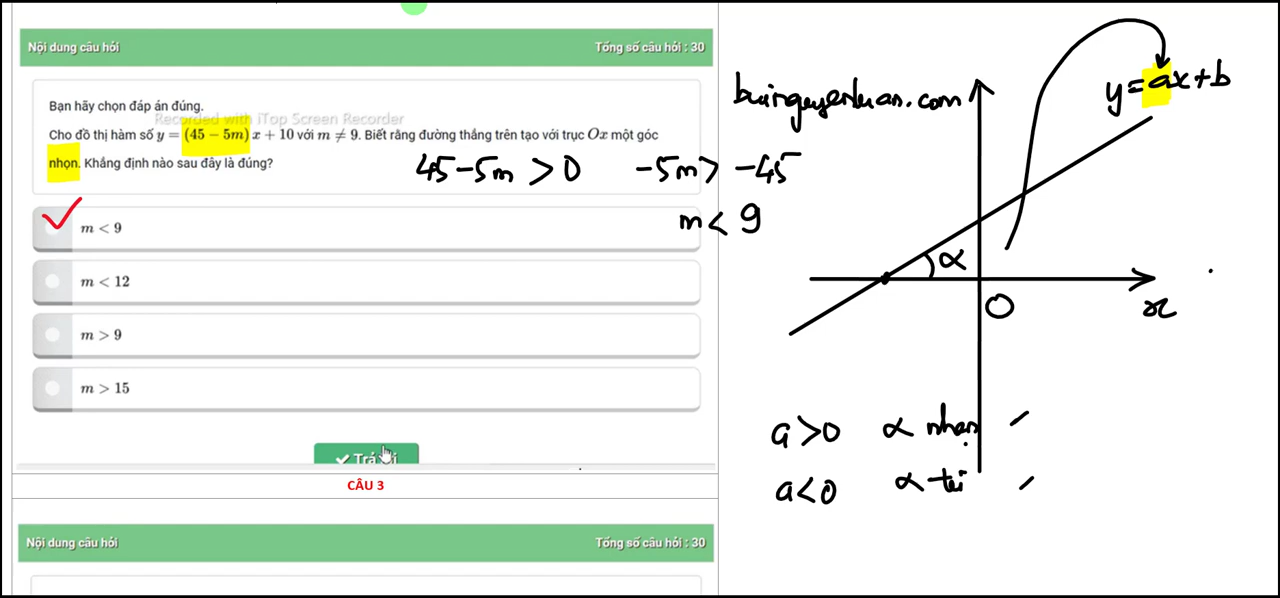 Nội dung câu hỏi
Tổng số câu hỏi : 30
Bạn hãy chọn đáp án đúng.
Recorded with iTop Screen Recorder
Cho đồ thị hàm số y = (45 − 5m) x + 10 với m ≠ 9. Biết rằng đường thẳng trên tạo với trục Ox một góc
nhọn. Khẳng định nào sau đây là đúng?
45-5m > 0
-5m > -45
m < 9
m < 9
m < 12
m > 9
m > 15
Trả lời
CÂU 3
Nội dung câu hỏi
Tổng số câu hỏi : 30
buinguyentuan.com
y = ax + b
α
O
x
a > 0 α nhọn
a < 0 α tù